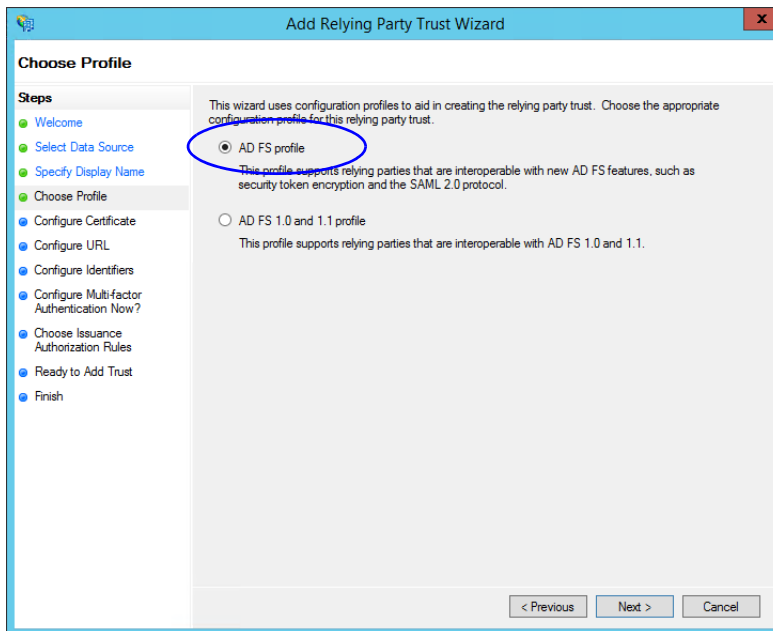 Add Relying Party Trust Wizard
x
Choose Profile
Steps
Welcome
Select Data Source
Specify Display Name
Choose Profile
Configure Certificate
Configure URL
Configure Identifiers
Configure Multi-factor
Authentication Now?
Choose Issuance
Authorization Rules
Ready to Add Trust
Finish
This wizard uses configuration profiles to aid in creating the relying party trust. Choose the appropriate
configuration profile for this relying party trust.
AD FS profile
This profile supports relying parties that are interoperable with new AD FS features, such as
security token encryption and the SAML 2.0 protocol.
AD FS 1.0 and 1.1 profile
This profile supports relying parties that are interoperable with AD FS 1.0 and 1.1.
< Previous
Next >
Cancel